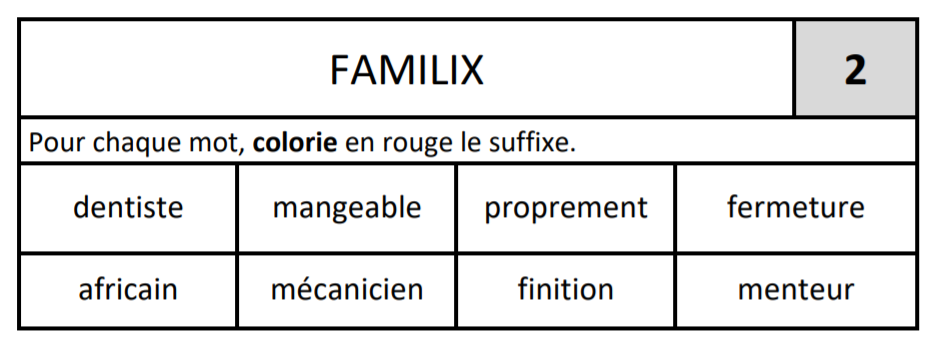 FAMILIX 2
Pour chaque mot, colorie en rouge le suffixe.
dentiste mangeable proprement fermeture
africain mécanicien finition menteur